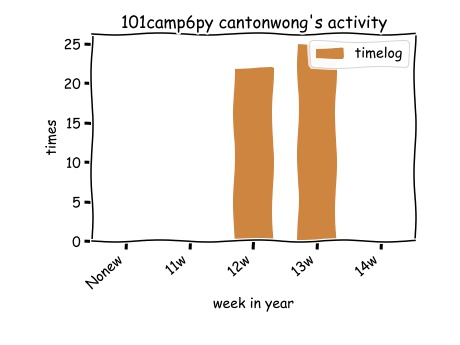 101camp6py cantonwong's activity
timelog
times
25
20
15
10
5
0
Nonew
11w
12w
13w
14w
week in year